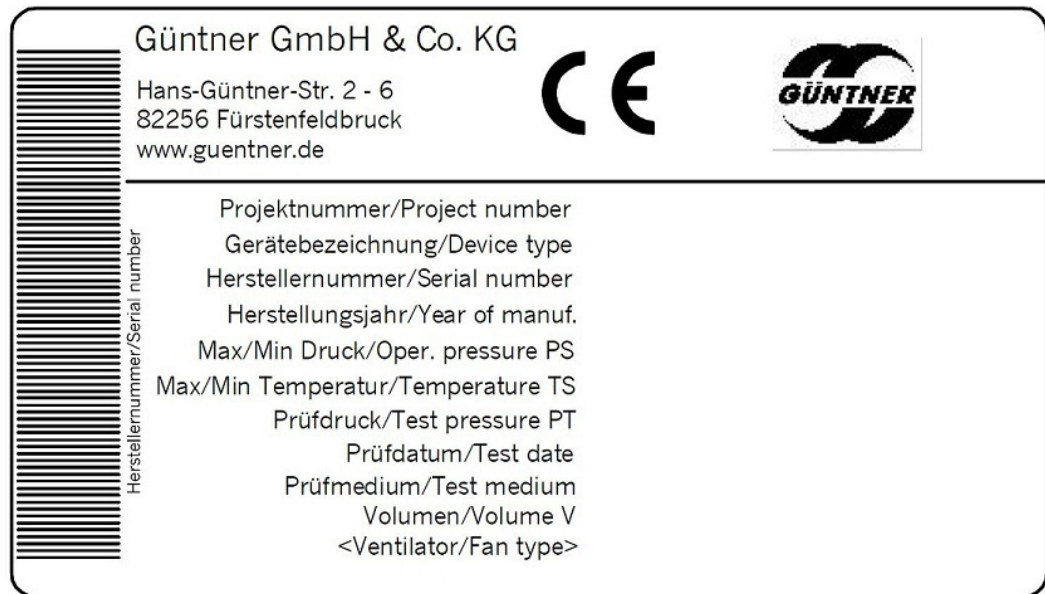 Güntner GmbH & Co. KG
Hans-Güntner-Str. 2 - 6
82256 Fürstenfeldbruck
www.guentner.de
CE
GÜNTNER
Herstellernummer/Serial number
Projektnummer/Project number
Gerätebezeichnung/Device type
Herstellernummer/Serial number
Herstellungsjahr/Year of manuf.
Max/Min Druck/Oper. pressure PS
Max/Min Temperatur/Temperature TS
Prüfdruck/Test pressure PT
Prüfdatum/Test date
Prüfmedium/Test medium
Volumen/Volume V
<Ventilator/Fan type>